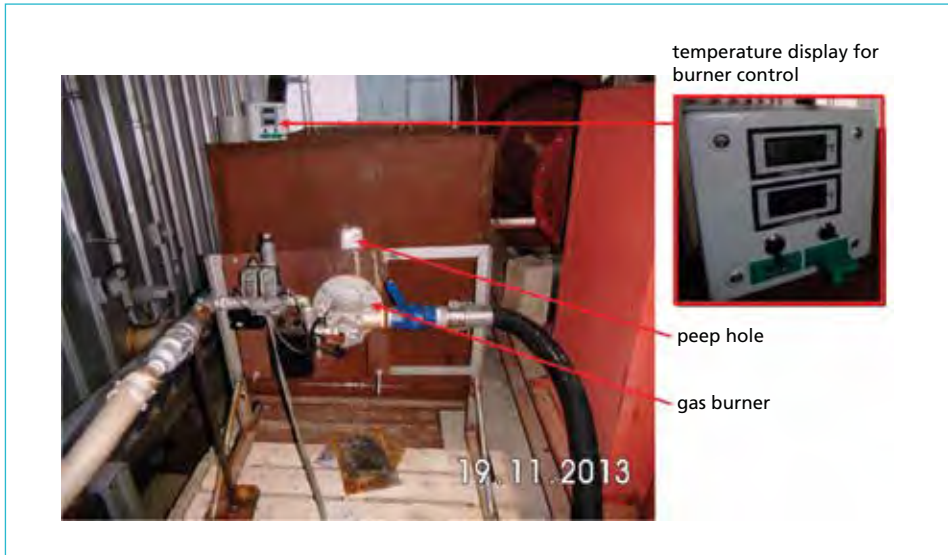 temperature display for
burner control
peep hole
gas burner
19.11.2013